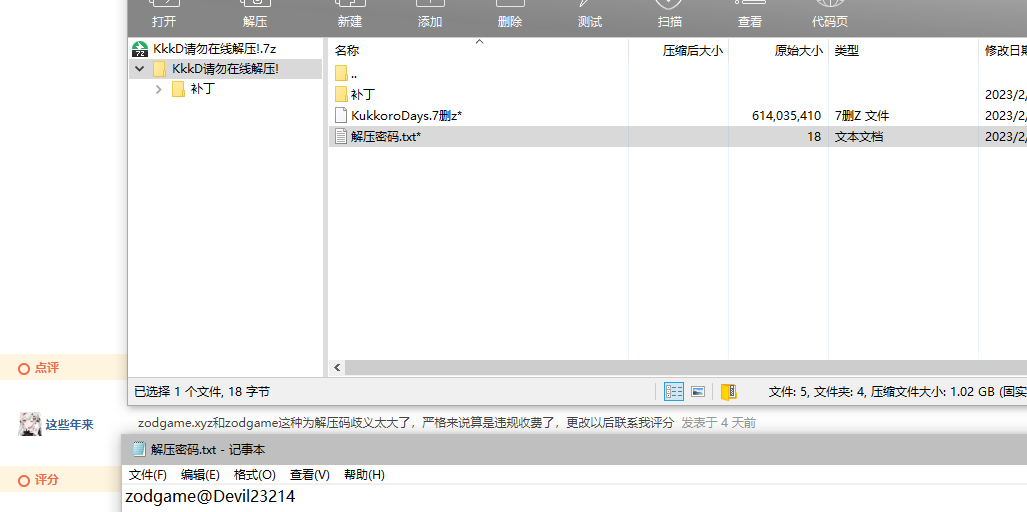 打开 解压 新建 添加 删除 测试 扫描 查看 代码页
KkkD请勿在线解压!.7z
KkkD请勿在线解压!
补丁
名称 压缩后大小 原始大小 类型 修改日期
..
补丁 2023/2/
KukkoroDays.7删z* 614,035,410 7删Z 文件 2023/2/
解压密码.txt* 18 文本文档 2023/2/
已选择 1 个文件, 18 字节 文件: 5, 文件夹: 4, 压缩文件大小: 1.02 GB (固实
点评
这些年来 zodgame.xyz和zodgame这种为解压码歧义太大了，严格来说算是违规收费了，更改以后联系我评分 发表于 4 天前
评分
解压密码.txt - 记事本
文件(F) 编辑(E) 格式(O) 查看(V) 帮助(H)
zodgame@Devil23214